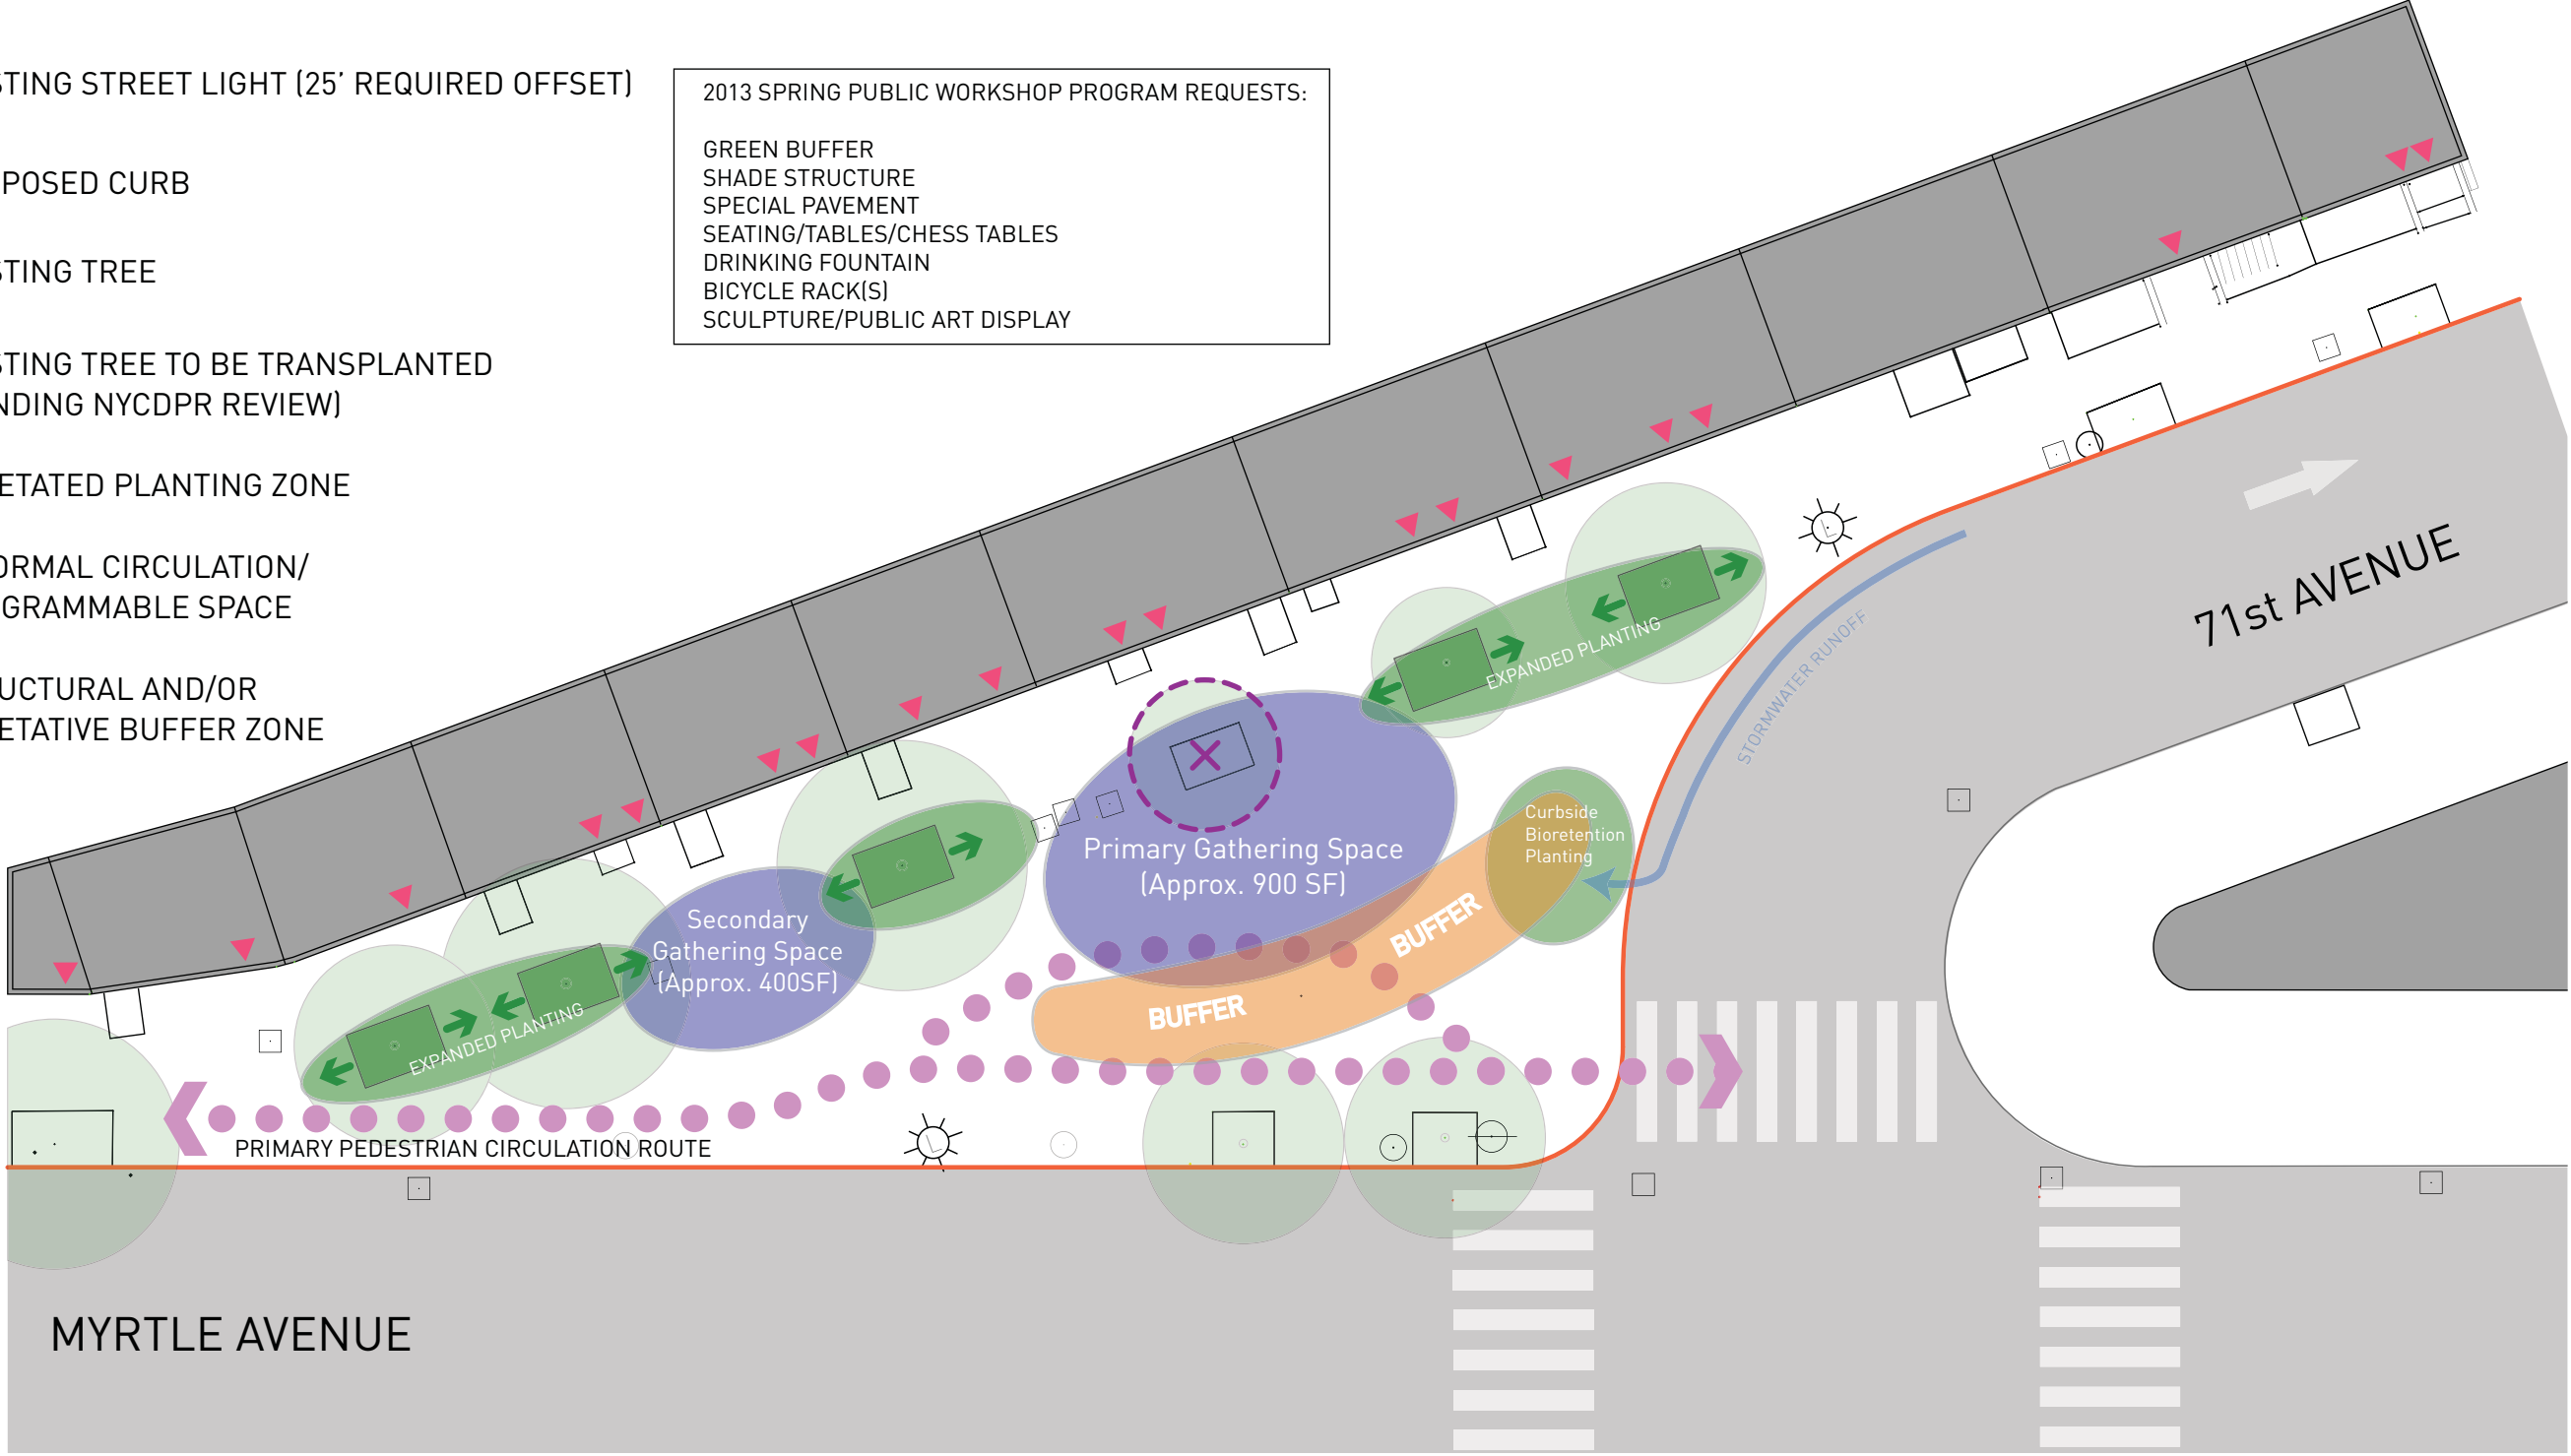 STING STREET LIGHT (25’ REQUIRED OFFSET)
POSED CURB
STING TREE
STING TREE TO BE TRANSPLANTED
NDING NYCDPR REVIEW)
ETATED PLANTING ZONE
ORMAL CIRCULATION/
GRAMMABLE SPACE
UCTURAL AND/OR
ETATIVE BUFFER ZONE
2013 SPRING PUBLIC WORKSHOP PROGRAM REQUESTS:
GREEN BUFFER
SHADE STRUCTURE
SPECIAL PAVEMENT
SEATING/TABLES/CHESS TABLES
DRINKING FOUNTAIN
BICYCLE RACK(S)
SCULPTURE/PUBLIC ART DISPLAY
71st AVENUE
EXPANDED PLANTING
STORMWATER RUNOFF
Curbside
Bioretention
Planting
Primary Gathering Space
(Approx. 900 SF)
BUFFER
BUFFER
Secondary
Gathering Space
(Approx. 400SF)
EXPANDED PLANTING
PRIMARY PEDESTRIAN CIRCULATION ROUTE
L
L
MYRTLE AVENUE